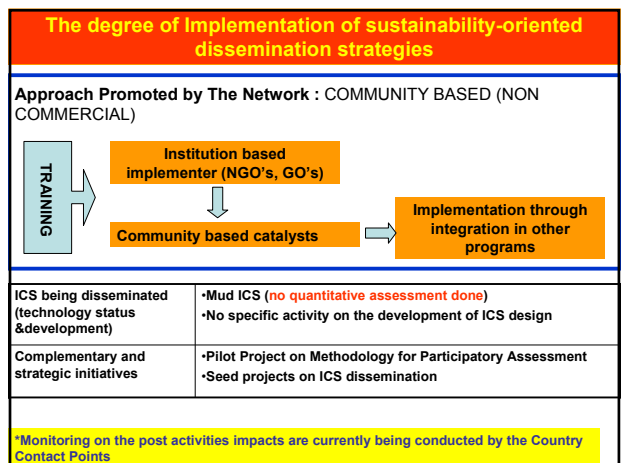 The degree of Implementation of sustainability-oriented
dissemination strategies
Approach Promoted by The Network : COMMUNITY BASED (NON
COMMERCIAL)
TRAINING
Institution based
implementer (NGO's, GO's)
Community based catalysts
Implementation through
integration in other
programs
ICS being disseminated
(technology status
&development)
•Mud ICS (no quantitative assessment done)
•No specific activity on the development of ICS design
Complementary and
strategic initiatives
•Pilot Project on Methodology for Participatory Assessment
•Seed projects on ICS dissemination
*Monitoring on the post activities impacts are currently being conducted by the Country
Contact Points